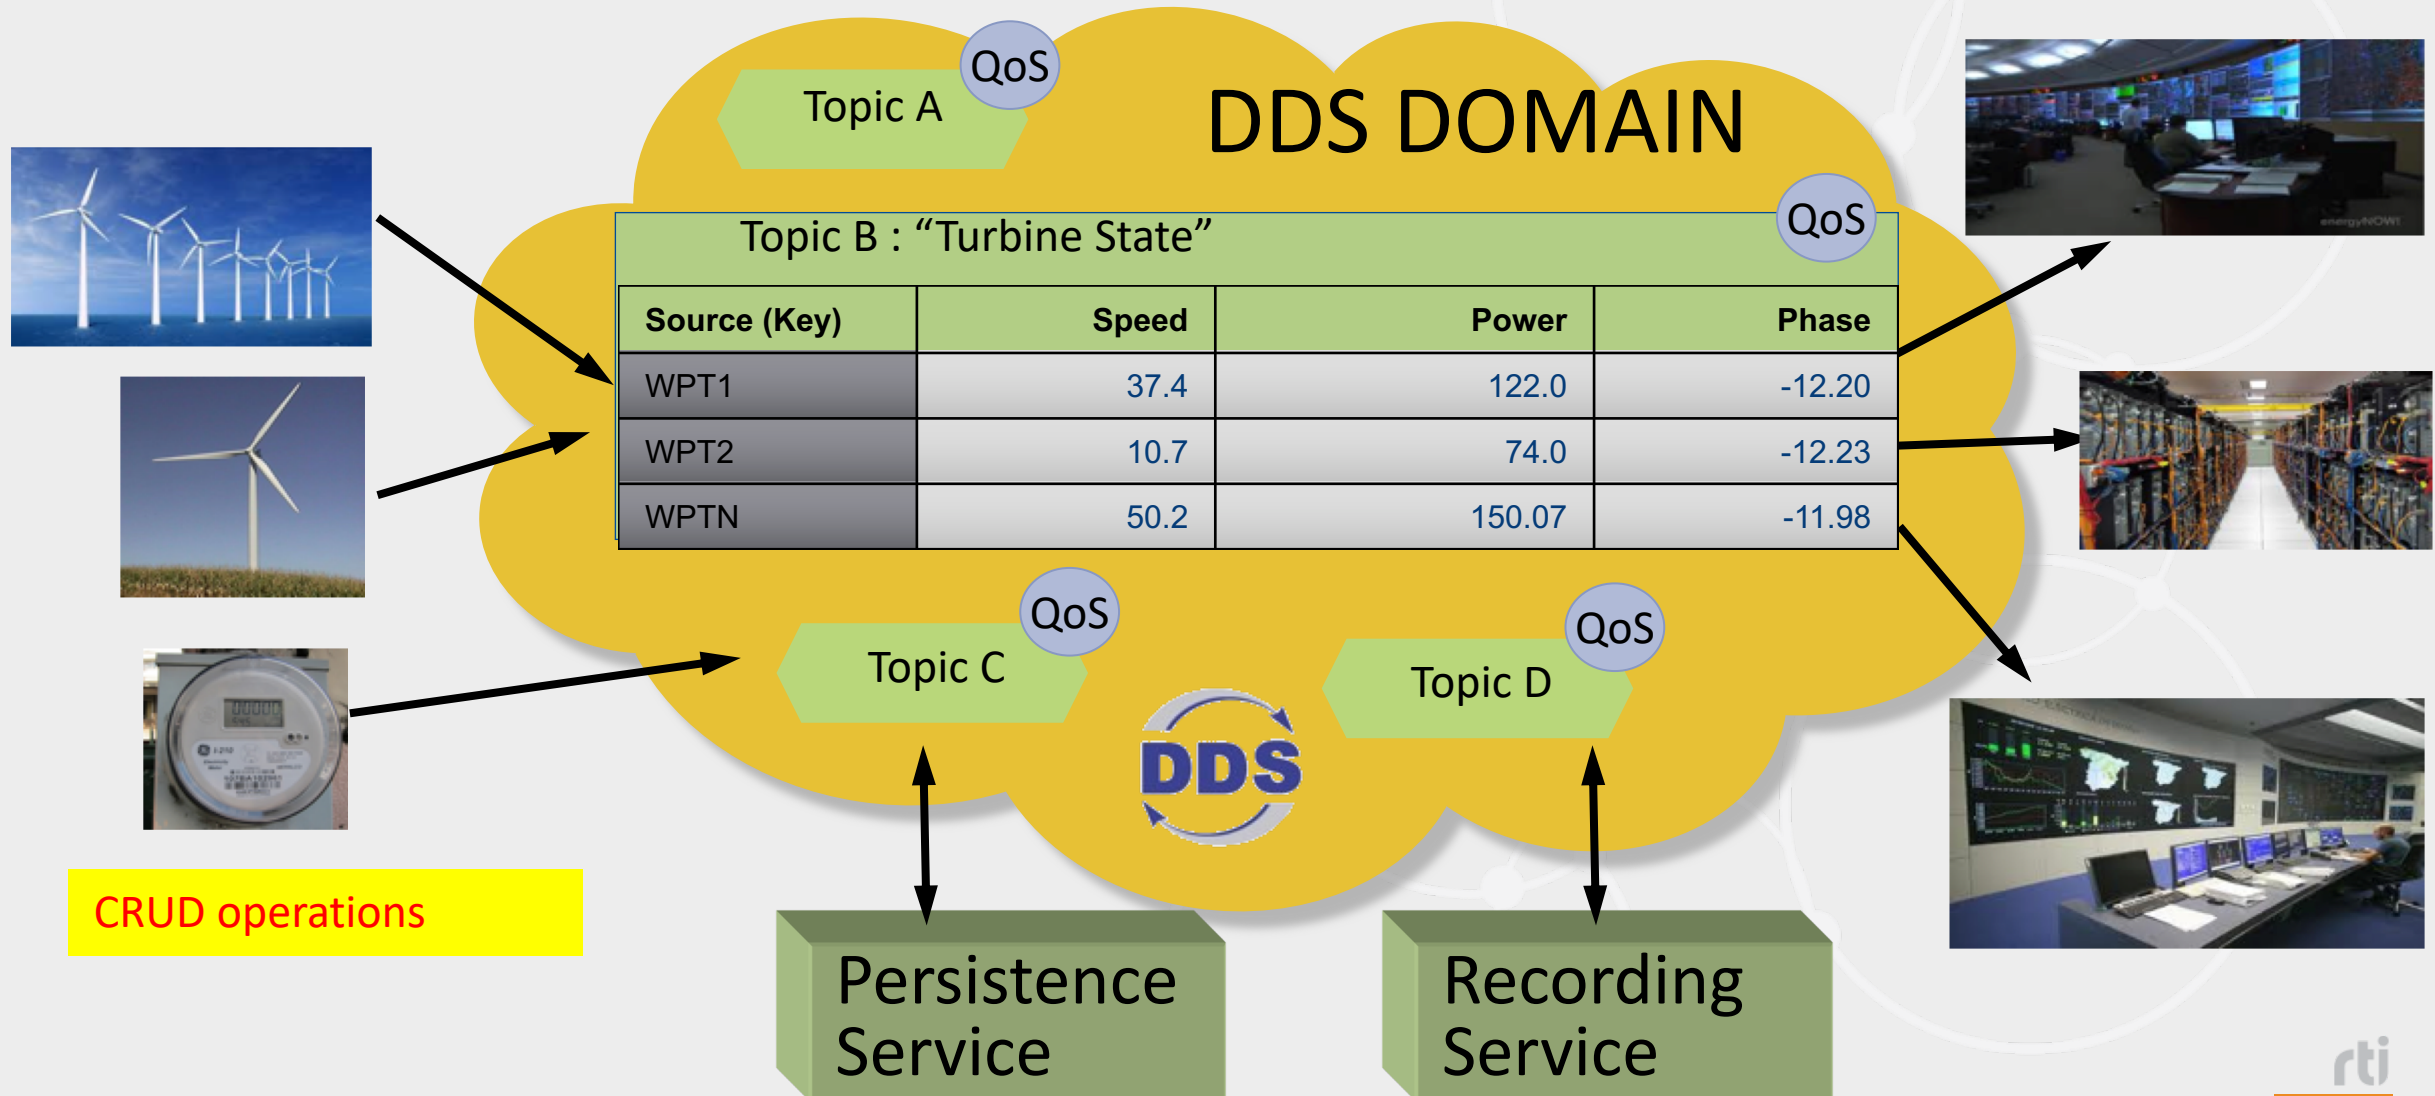 QoS
Topic A
DDS DOMAIN
Topic B : “Turbine State”
QoS
Source (Key) Speed Power Phase
WPT1 37.4 122.0 -12.20
WPT2 10.7 74.0 -12.23
WPTN 50.2 150.07 -11.98
energyNOW!
QoS
Topic C
QoS
Topic D
DDS
I-210
CRUD operations
Persistence
Service
Recording
Service
rti